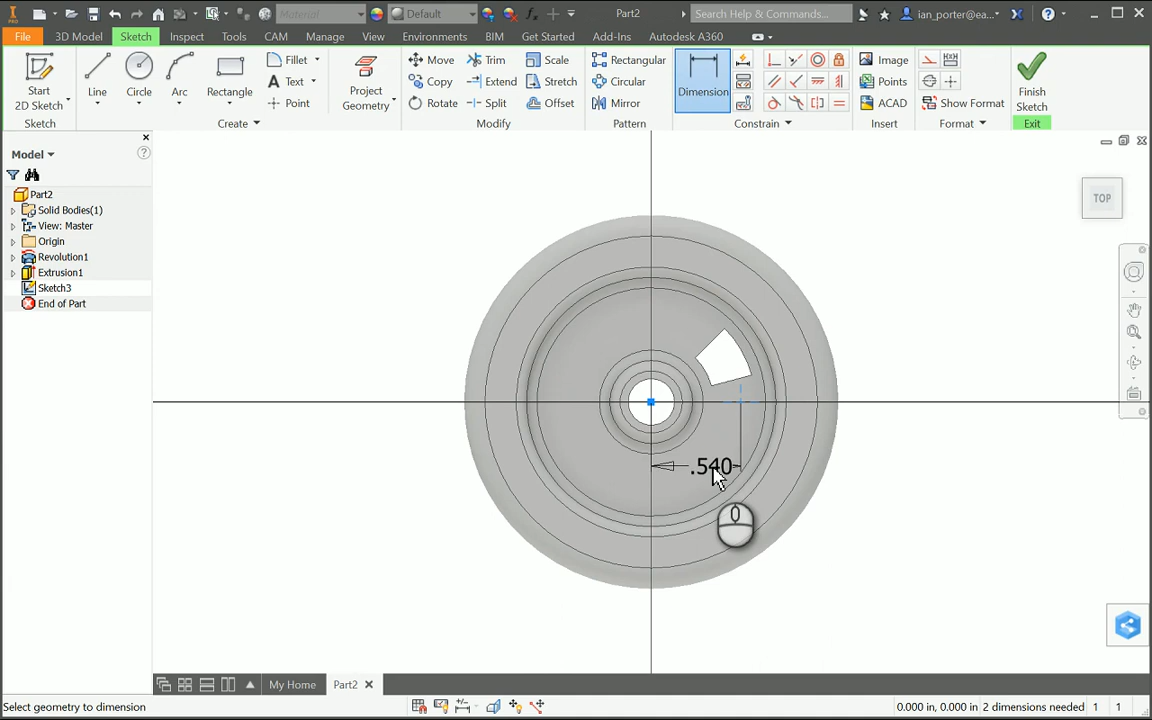 Material
Default
Part2
Search Help & Commands...
ian_porter@ea...
File
3D Model
Sketch
Inspect
Tools
CAM
Manage
View
Environments
BIM
Get Started
Add-Ins
Autodesk A360
Start
2D Sketch
Sketch
Line
Circle
Arc
Rectangle
Fillet
Text
Point
Create
Project
Geometry
Move
Copy
Rotate
Trim
Extend
Split
Scale
Stretch
Offset
Modify
Rectangular
Circular
Mirror
Pattern
Dimension
Constrain
Image
Points
ACAD
Insert
Show Format
Format
Finish
Sketch
Exit
Model
Part2
Solid Bodies(1)
View: Master
Origin
Revolution1
Extrusion1
Sketch3
End of Part
TOP
.540
My Home
Part2
Select geometry to dimension
0.000 in, 0.000 in
2 dimensions needed
1
1